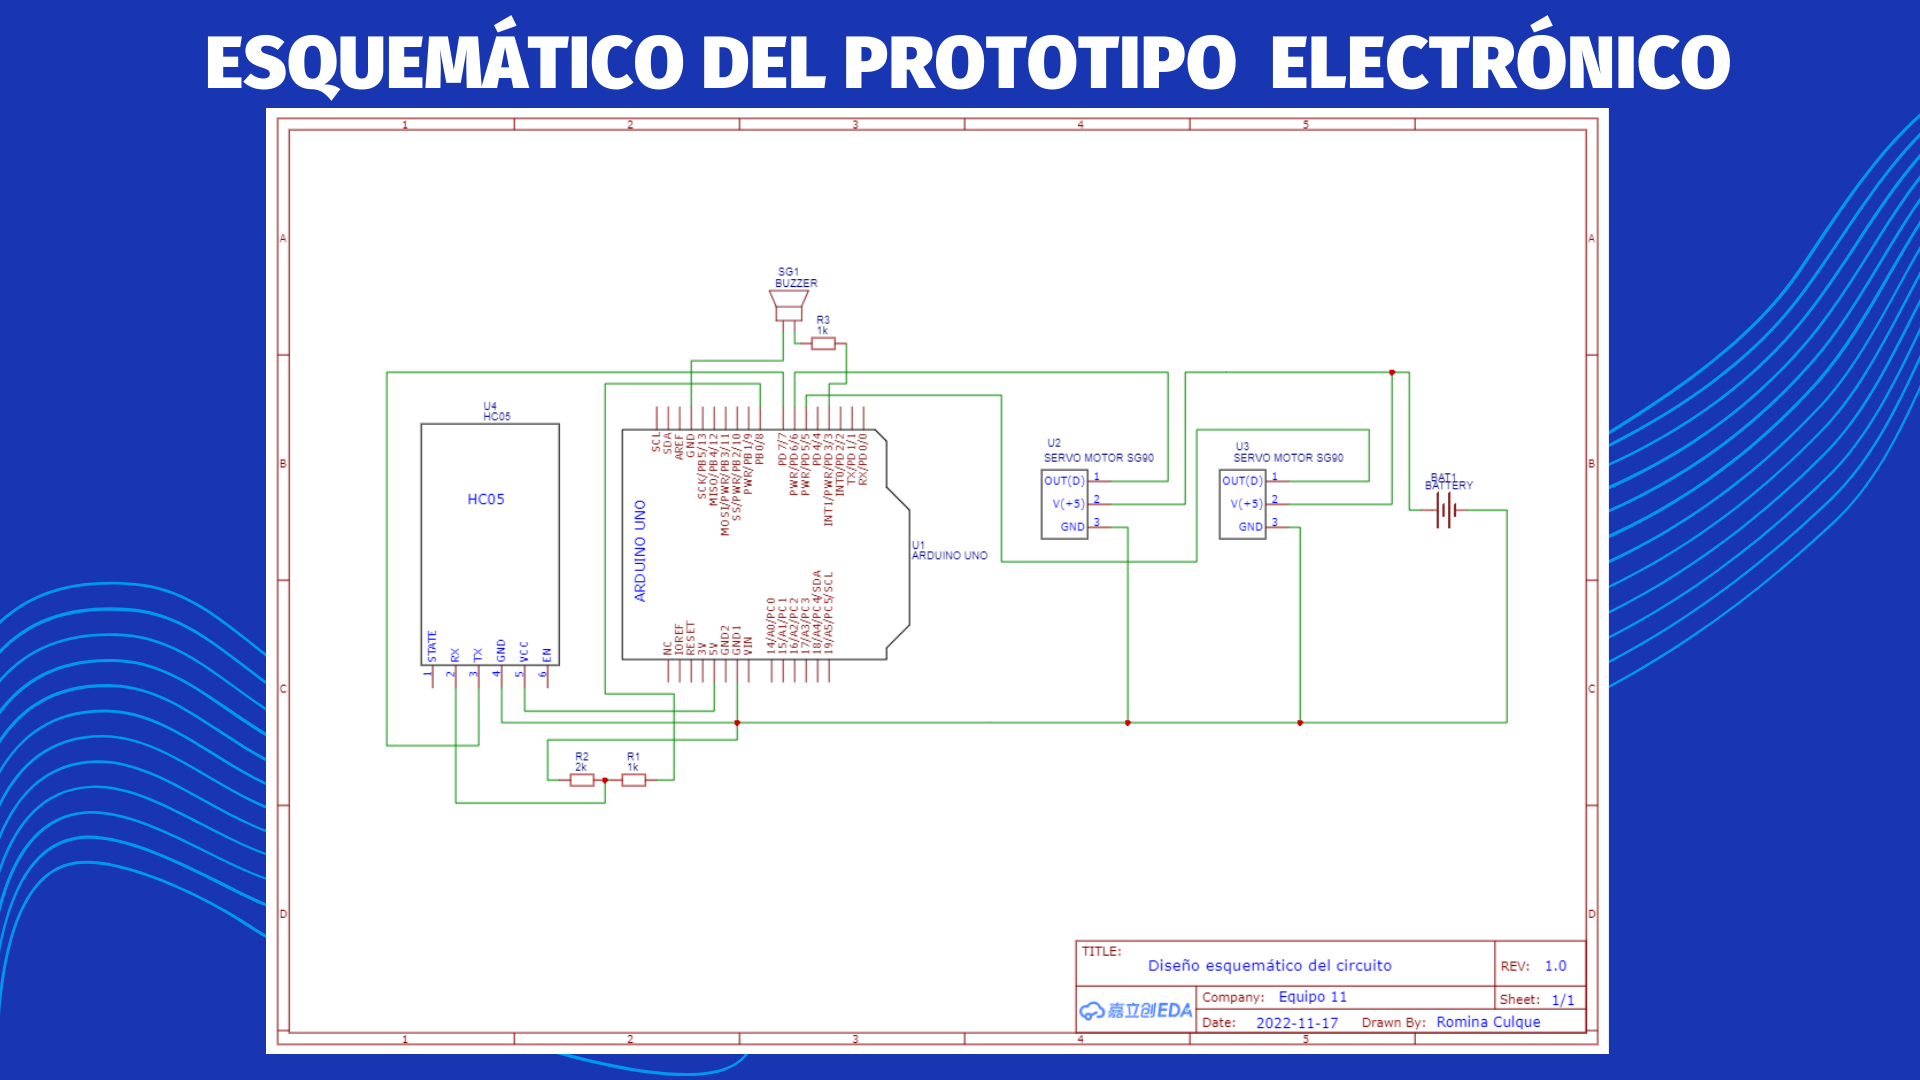 ESQUEMÁTICO DEL PROTOTIPO ELECTRÓNICO
1 2 3 4 5
A A
SG1
BUZZER
R3
1k
U4
HC05
HC05
STATE RX TX GND VCC EN
1 2 3 4 5 6
SCL SDA AREF GND SCK/PB5/13 MISO/PB4/12 MOSI/PWR/PB3/11 SS/PWR/PB2/10 PWR/PB1/9 PB0/8 PD7/7 PWR/PD6/6 PWR/PD5/5 PD4/4 INT1/PWR/PD3/3 INT0/PD2/2 TX/PD1/1 RX/PD0/0
ARDUINO UNO
U1
ARDUINO UNO
NC IOREF RESET 3V 5V GND2 GND1 VIN 14/A0/PC0 15/A1/PC1 16/A2/PC2 17/A3/PC3 18/A4/PC4/SDA 19/A5/PC5/SCL
U2
SERVO MOTOR SG90
OUT(D) 1
V(+5) 2
GND 3
U3
SERVO MOTOR SG90
OUT(D) 1
V(+5) 2
GND 3
BAT1
BATTERY
B B
C C
R2
2k
R1
1k
D D
TITLE:
Diseño esquemático del circuito
REV: 1.0
嘉立创EDA
Company: Equipo 11
Sheet: 1/1
Date: 2022-11-17 Drawn By: Romina Culque
1 2 3 4 5